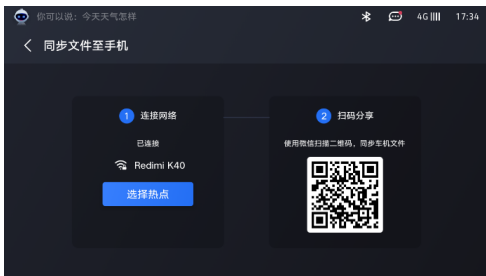 你可以说：今天天气怎样
4G 17:34
同步文件至手机
1 连接网络
已连接
Redimi K40
选择热点
2 扫码分享
使用微信扫描二维码，同步车机文件